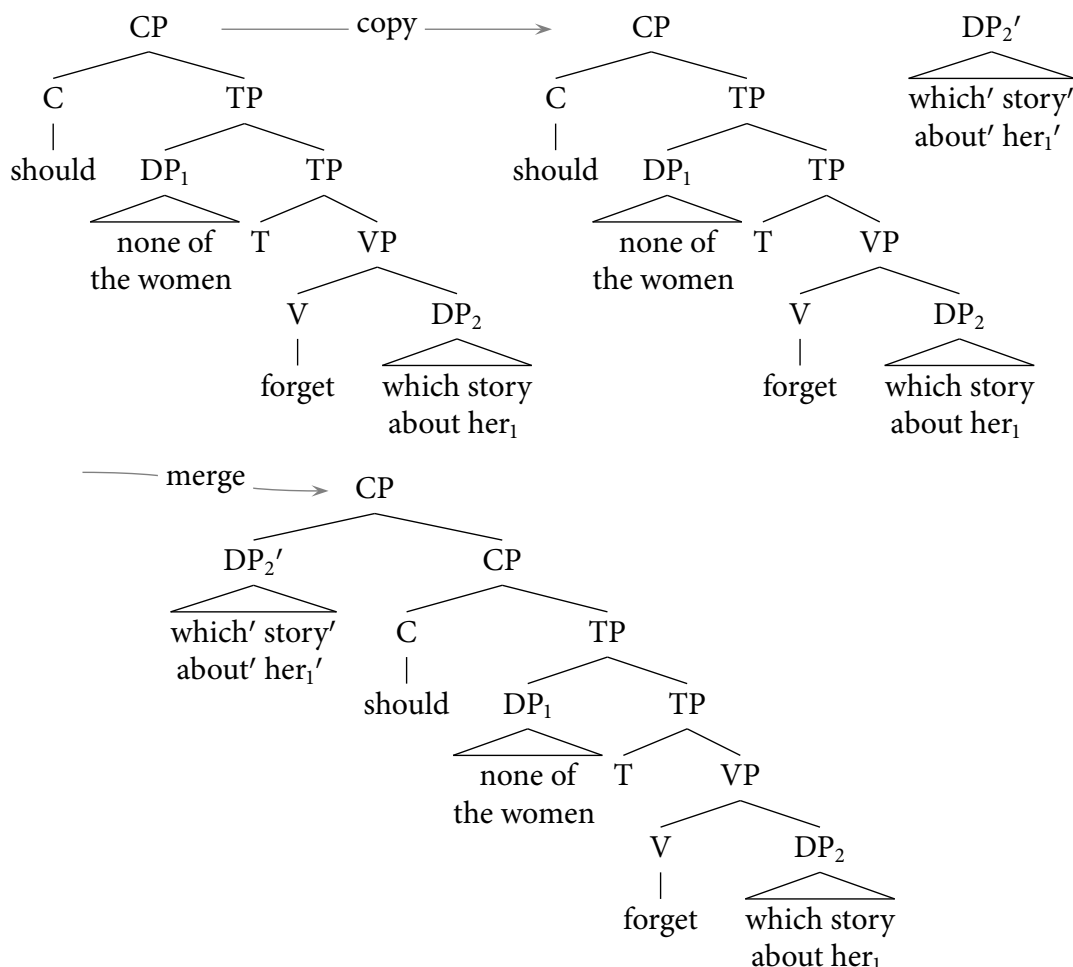 CP copy CP DP₂′
C TP C TP which′ story′
about′ her₁′
should DP₁ TP should DP₁ TP
none of T VP none of T VP
the women the women
V DP₂ V DP₂
forget which story forget which story
about her₁ about her₁
merge CP
DP₂′ CP
which′ story′ C TP
about′ her₁′
should DP₁ TP
none of T VP
the women
V DP₂
forget which story
about her₁